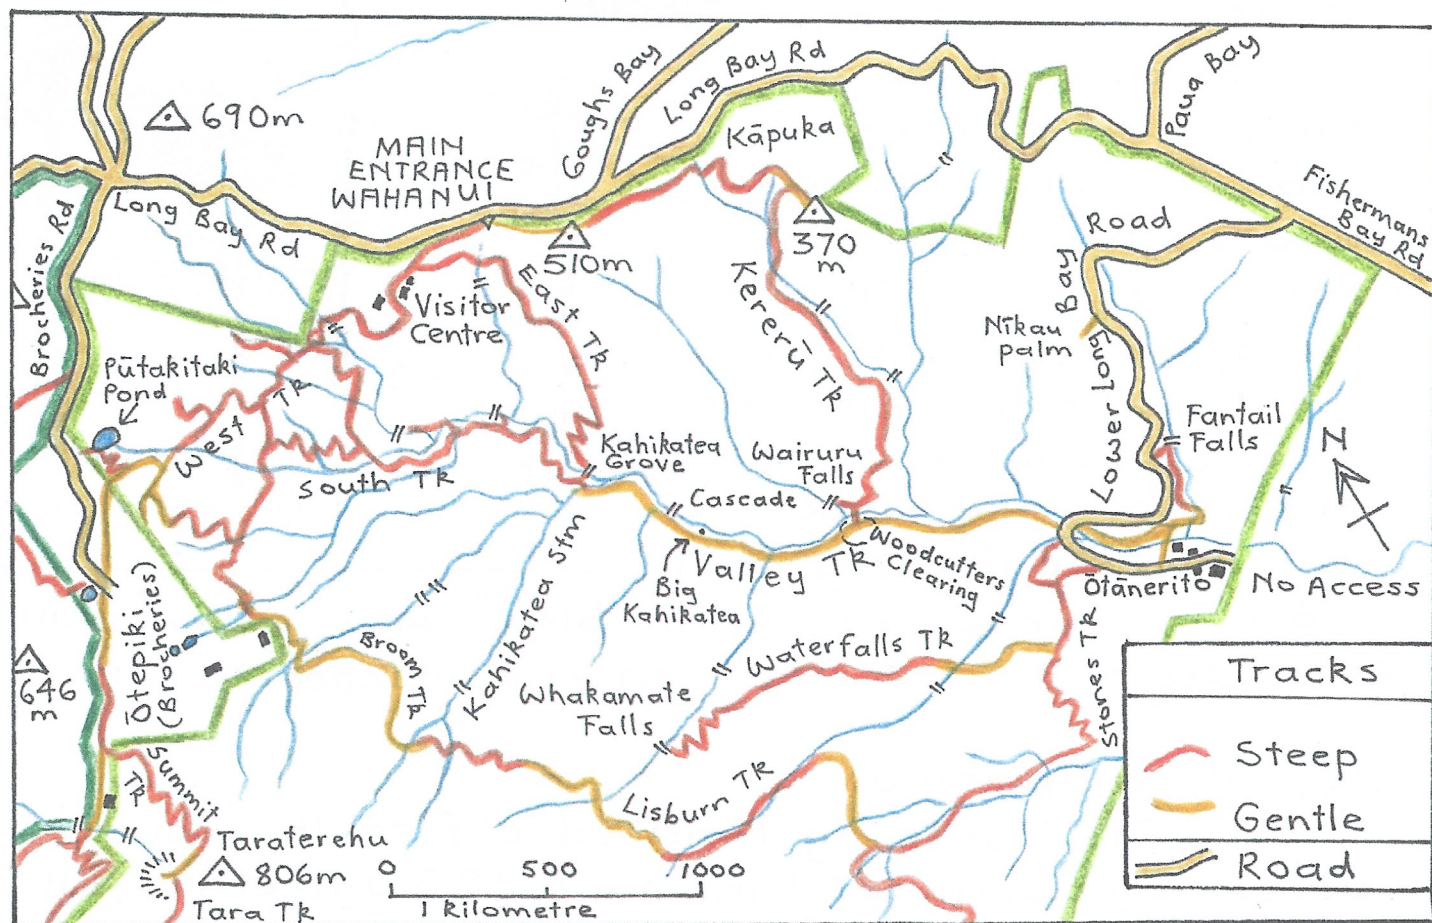 690m
MAIN
ENTRANCE
WAHANUI
Goughs Bay
Long Bay Rd
Kāpuka
Paua Bay
Fishermans
Bay Rd
Long Bay Rd
Brocheries Rd
510m
370
m
Road
Lower Long Bay
Nīkau
palm
East Tk
Visitor
Centre
Kererū Tk
Pūtakitaki
Pond
West Tk
South Tk
Kahikatea
Grove
Cascade
Wairuru
Falls
Fantail
Falls
N
Big
Kahikatea
Valley Tk
Woodcutters
Clearing
Ōtānerito
No Access
Ōtepiki
(Brocheries)
Broom Tk
Kahikatea Stm
Whakamate
Falls
Waterfalls Tk
Stones Tk
Lisburn Tk
646
m
Summit
Tk
Taraterehu
806m
Tara Tk
0 500 1000
1 kilometre
Tracks
Steep
Gentle
Road